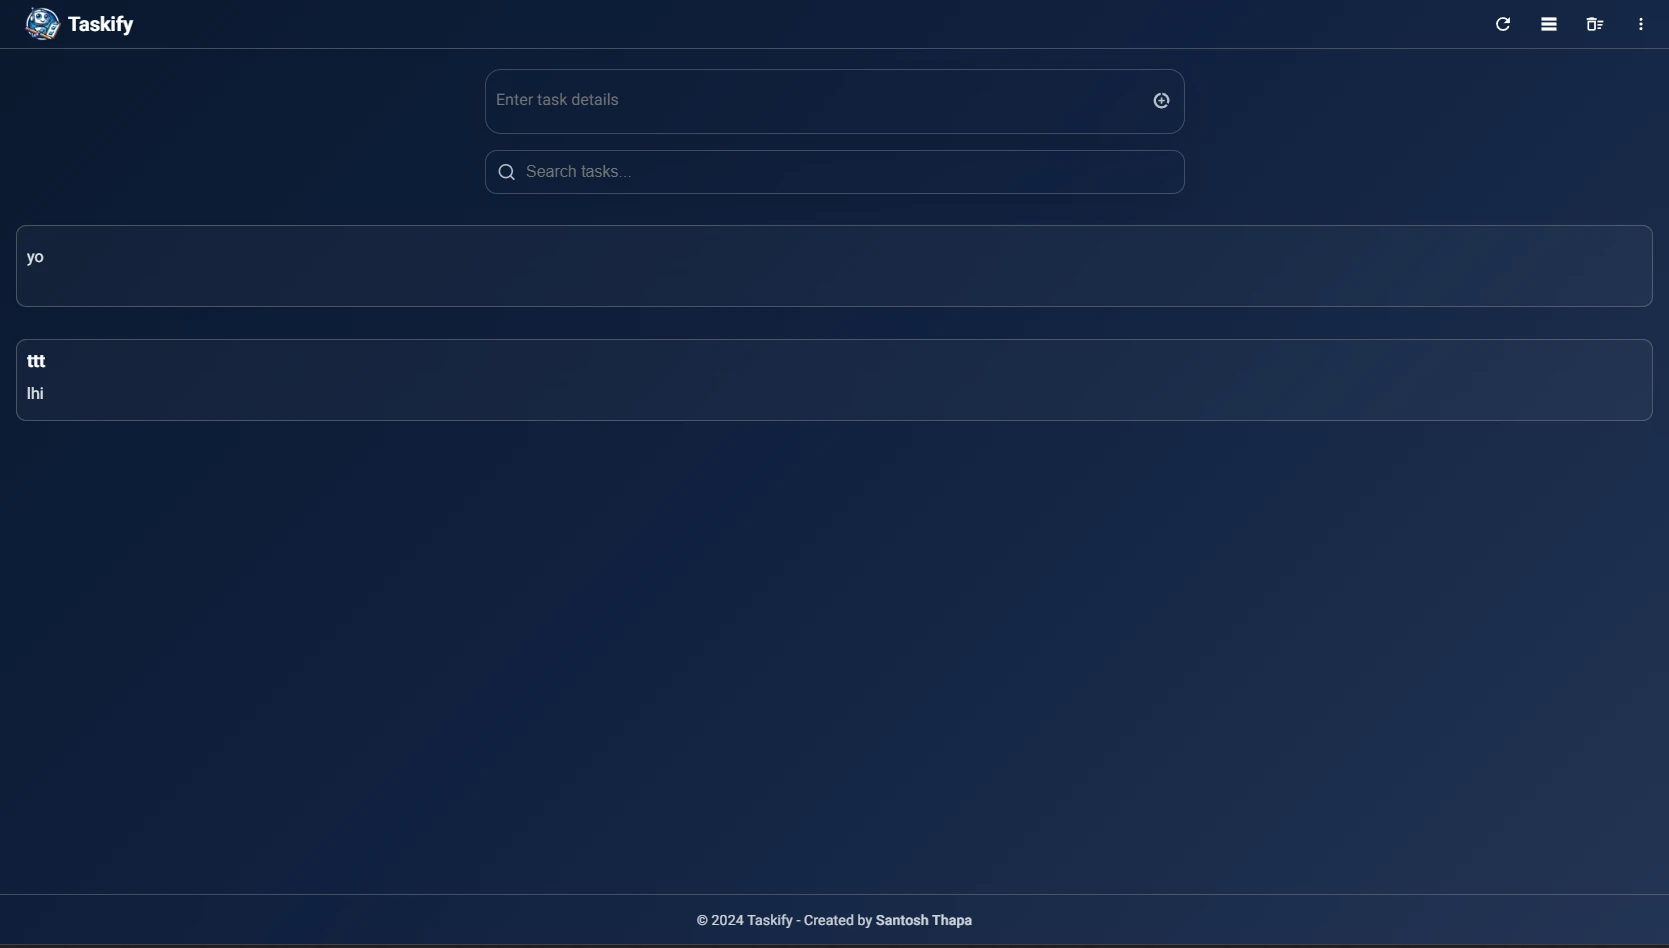 Taskify
Enter task details
Search tasks...
yo
ttt
lhi
© 2024 Taskify - Created by Santosh Thapa